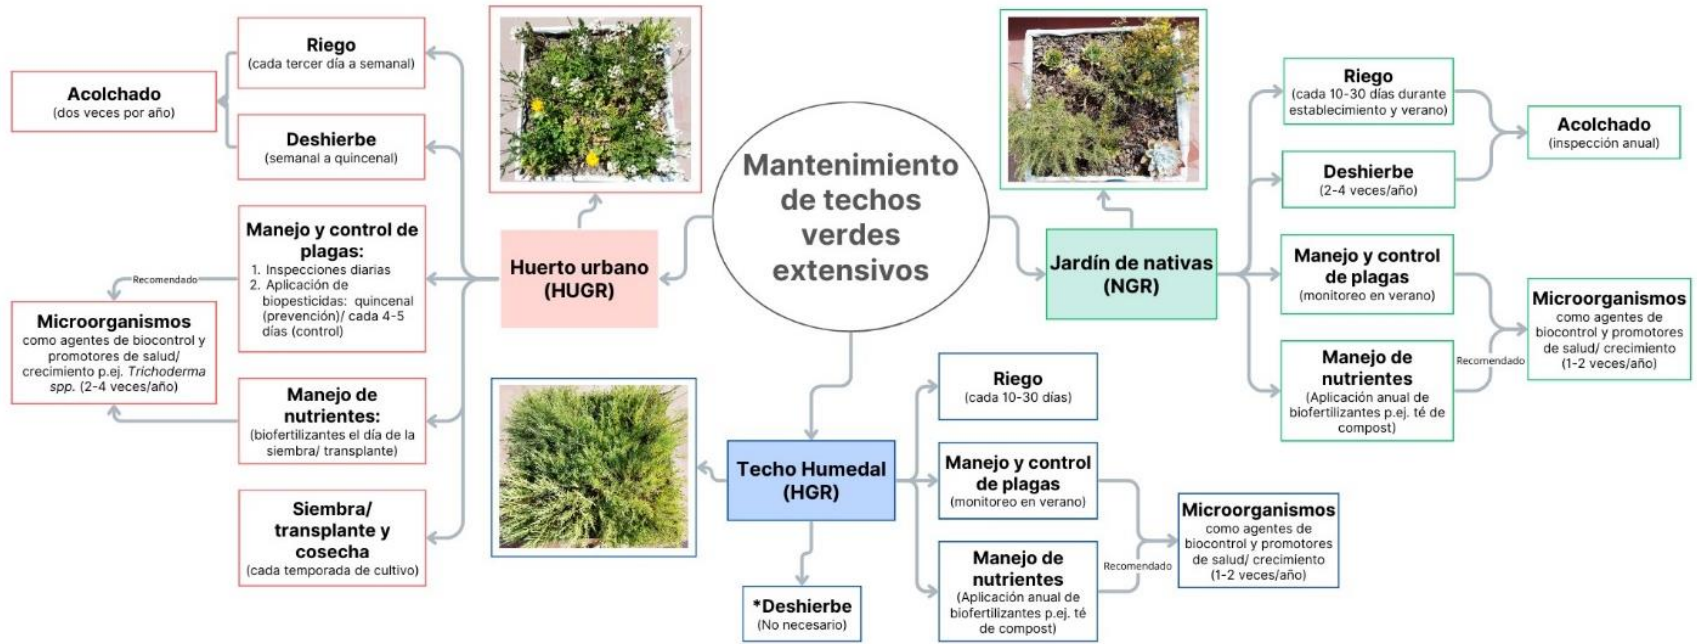 Mantenimiento
de techos
verdes
extensivos
Huerto urbano
(HUGR)
Riego
(cada tercer día a semanal)
Deshierbe
(semanal a quincenal)
Acolchado
(dos veces por año)
Manejo y control de
plagas:
1. Inspecciones diarias
2. Aplicación de
biopesticidas: quincenal
(prevención)/ cada 4-5
días (control)
Recomendado
Microorganismos
como agentes de biocontrol y
promotores de salud/
crecimiento p.ej. Trichoderma
spp. (2-4 veces/año)
Manejo de
nutrientes:
(biofertilizantes el día de la
siembra/ transplante)
Siembra/
transplante y
cosecha
(cada temporada de cultivo)
Jardín de nativas
(NGR)
Riego
(cada 10-30 días durante
establecimiento y verano)
Deshierbe
(2-4 veces/año)
Acolchado
(inspección anual)
Manejo y control
de plagas
(monitoreo en verano)
Manejo de
nutrientes
(Aplicación anual de
biofertilizantes p.ej. té de
compost)
Recomendado
Microorganismos
como agentes de
biocontrol y promotores
de salud/ crecimiento
(1-2 veces/año)
Techo Humedal
(HGR)
Riego
(cada 10-30 días)
Manejo y control
de plagas
(monitoreo en verano)
Manejo de
nutrientes
(Aplicación anual de
biofertilizantes p.ej. té
de compost)
Recomendado
Microorganismos
como agentes de
biocontrol y promotores
de salud/ crecimiento
(1-2 veces/año)
*Deshierbe
(No necesario)